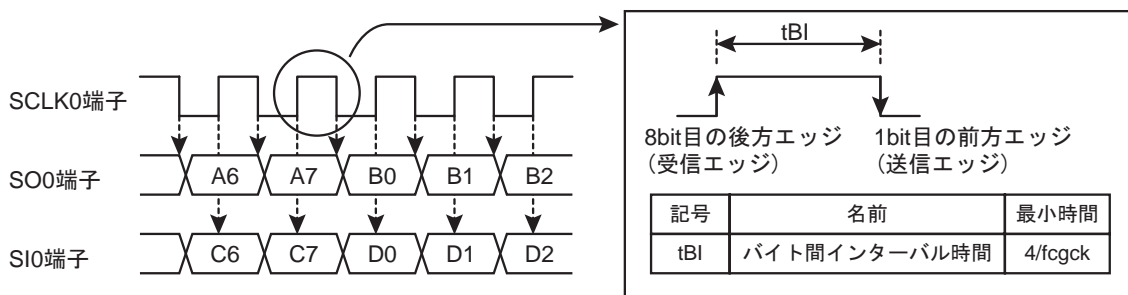 SCLK0端子
SO0端子
A6 A7 B0 B1 B2
SI0端子
C6 C7 D0 D1 D2
tBI
8bit目の後方エッジ
(受信エッジ)
1bit目の前方エッジ
(送信エッジ)
記号 名前 最小時間
tBI バイト間インターバル時間 4/fcgck